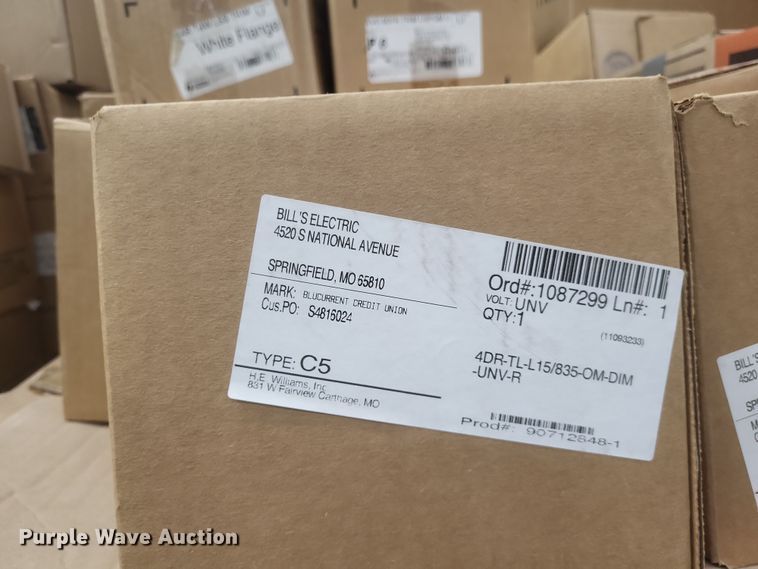 White Flange
BILL'S ELECTRIC
4520 S NATIONAL AVENUE
SPRINGFIELD, MO 65810
MARK: BLUCURRENT CREDIT UNION
Cus.PO: S4816024
TYPE: C5
H.E. Williams, Inc
831 W Fairview Carthage, MO
Ord#:1087299 Ln#: 1
VOLT: UNV
QTY:1
(11093233)
4DR-TL-L15/835-OM-DIM
-UNV-R
Prod#: 90712848-1
BILL'S
4520
Purple Wave Auction